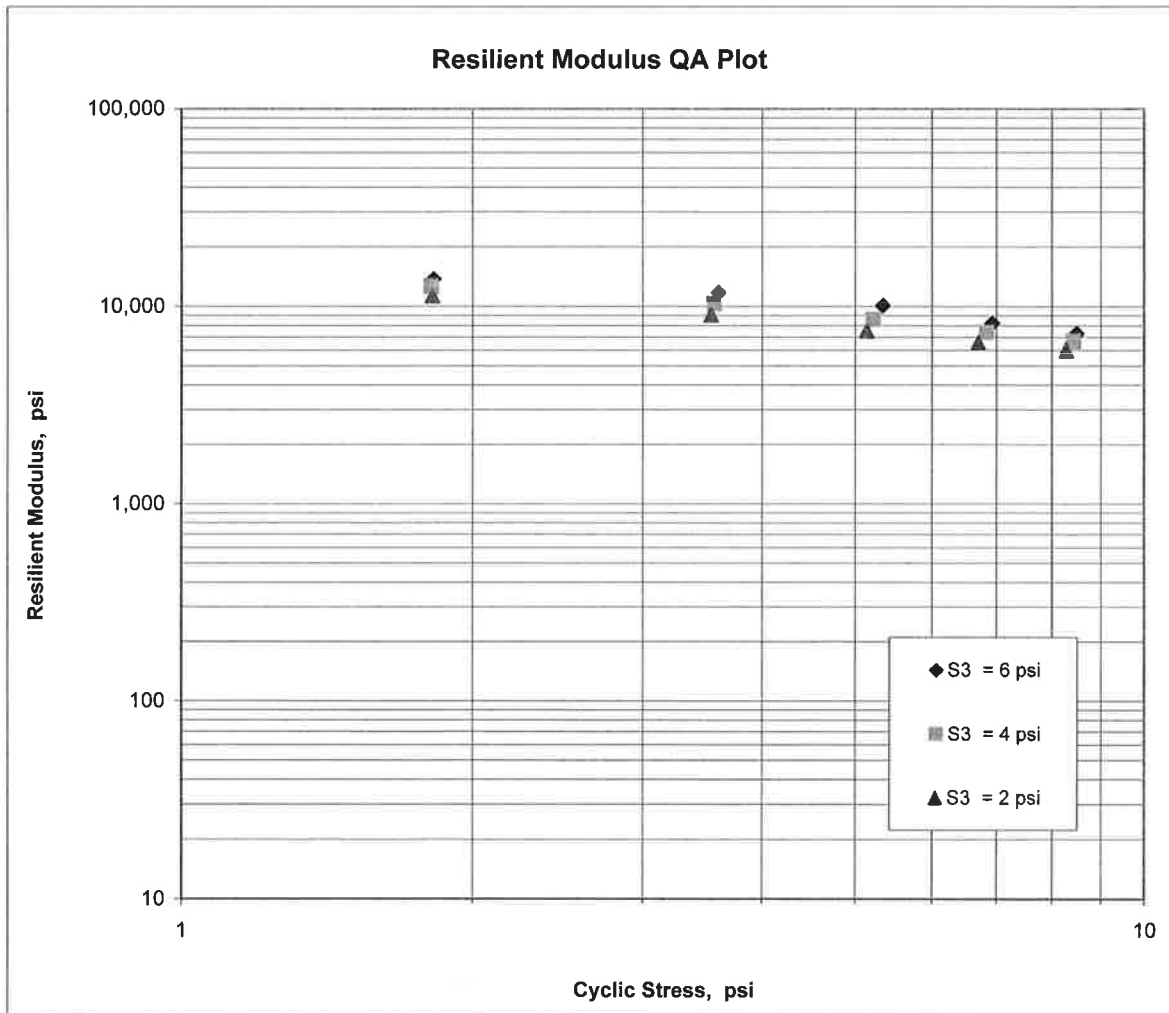 Resilient Modulus QA Plot
100,000
10,000
1,000
100
10
Resilient Modulus, psi
1
10
Cyclic Stress, psi
S3 = 6 psi
S3 = 4 psi
S3 = 2 psi